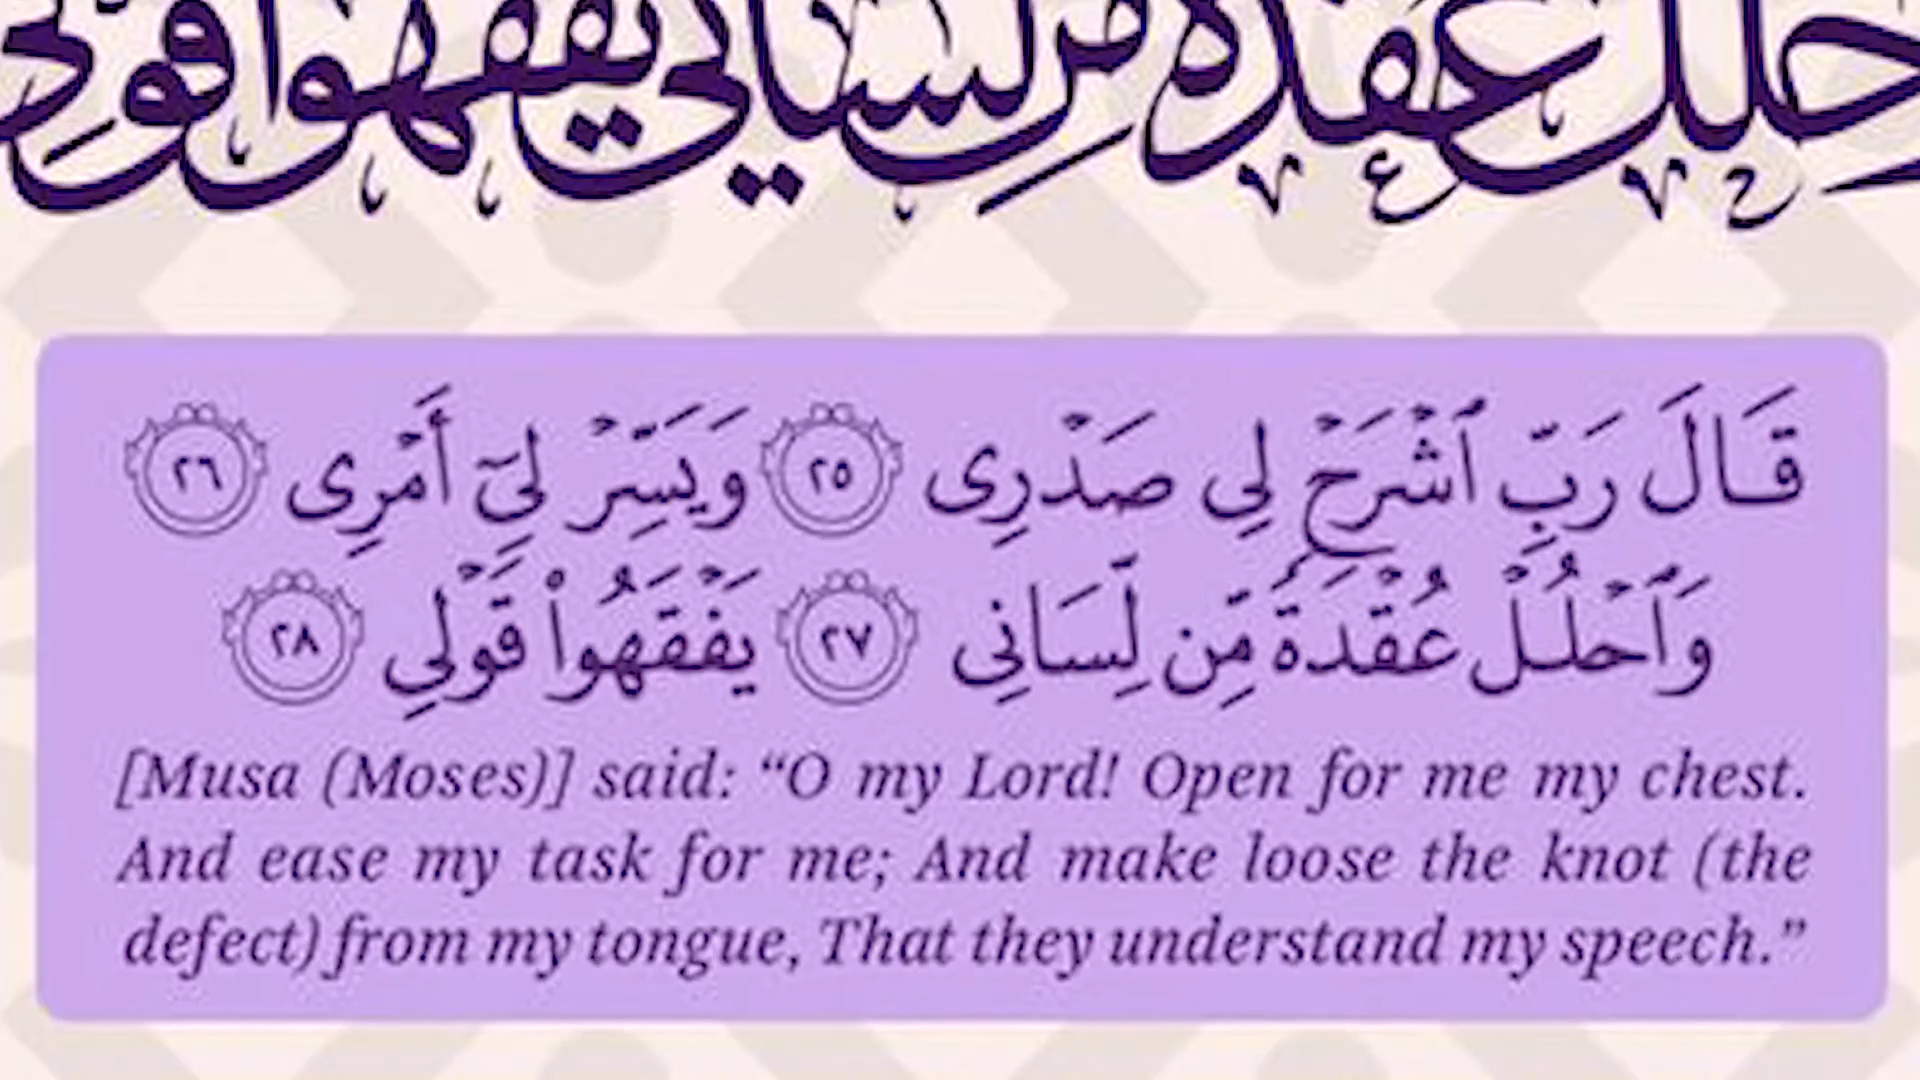 حلل عقدة من لساني يفقهوا قولي
قَالَ رَبِّ ٱشْرَحْ لِي صَدْرِى ٢٥ وَيَسِّرْ لِىٓ أَمْرِى ٢٦
وَٱحْلُلْ عُقْدَةً مِّن لِّسَانِى ٢٧ يَفْقَهُوا۟ قَوْلِي ٢٨
[Musa (Moses)] said: “O my Lord! Open for me my chest.
And ease my task for me; And make loose the knot (the
defect) from my tongue, That they understand my speech.”